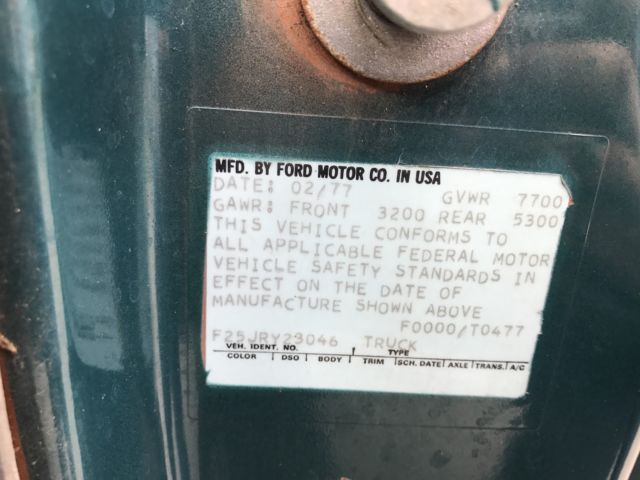 MFD. BY FORD MOTOR CO. IN USA
DATE: 02/77 GVWR 7700
GAWR: FRONT 3200 REAR 5300
THIS VEHICLE CONFORMS TO
ALL APPLICABLE FEDERAL MOTOR
VEHICLE SAFETY STANDARDS IN
EFFECT ON THE DATE OF
MANUFACTURE SHOWN ABOVE
F0000/T0477
F25JRY23046 TRUCK
VEH. IDENT. NO. TYPE
COLOR DSO BODY TRIM SCH. DATE AXLE TRANS. A/C